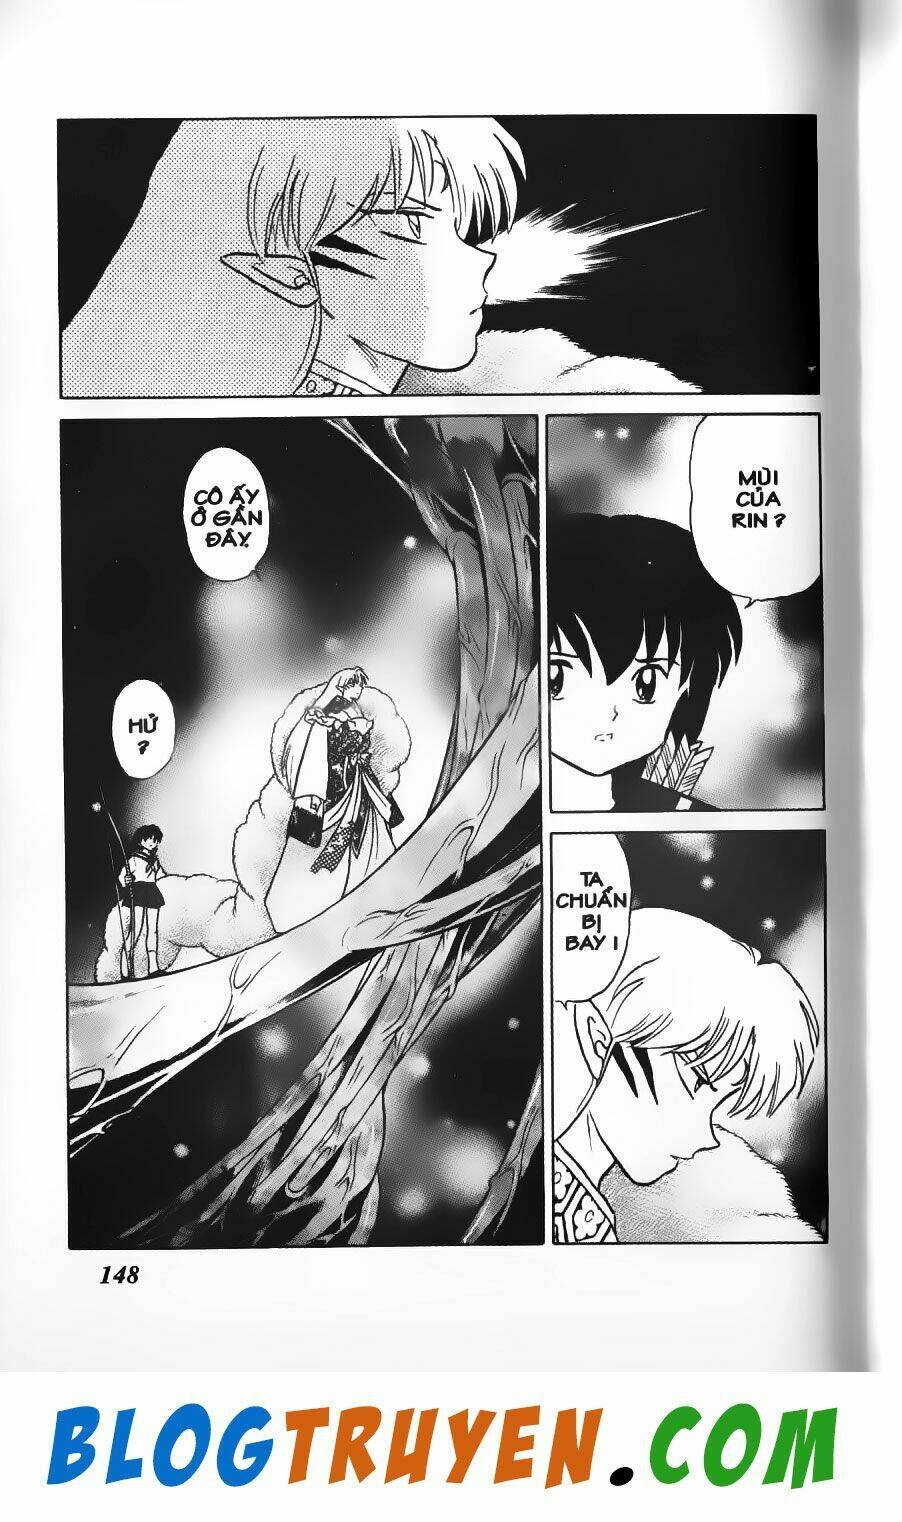 MÙI
CỦA
RIN ?
CÔ ẤY
Ở GẦN
ĐÂY.
HỬ
?
TA
CHUẨN
BỊ
BAY !
148
BLOGTRUYEN.COM